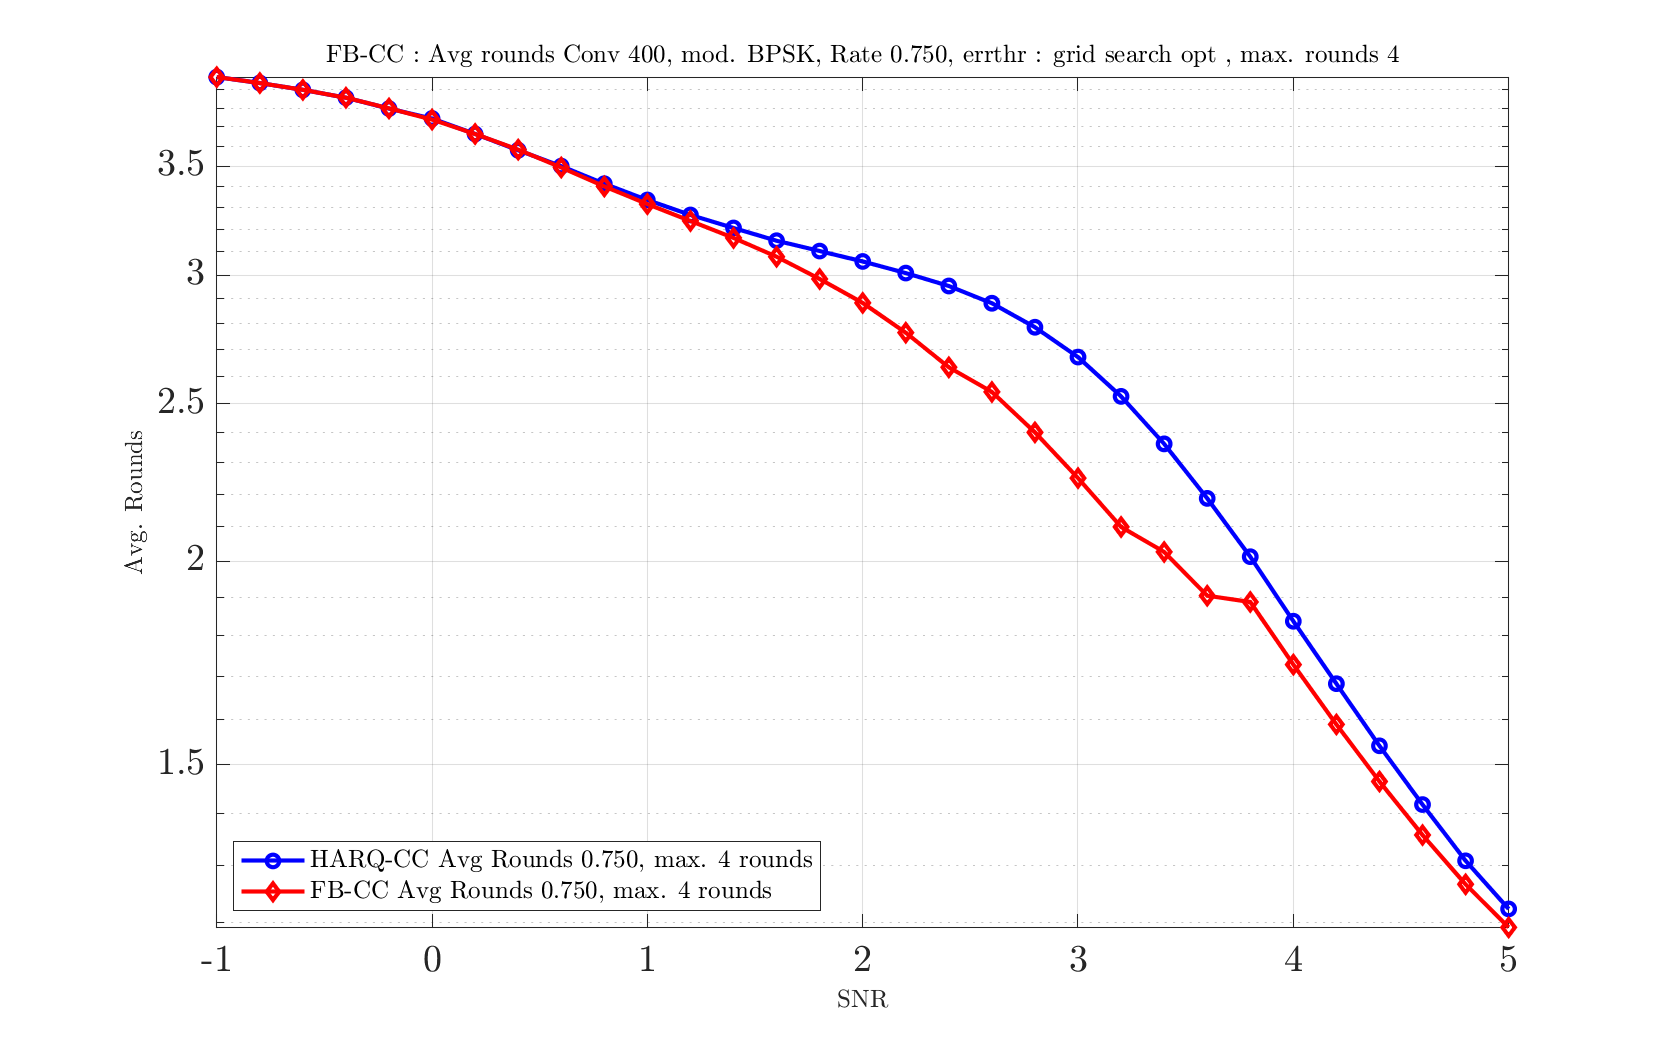 FB-CC : Avg rounds Conv 400, mod. BPSK, Rate 0.750, errthr : grid search opt , max. rounds 4
3.5
3
2.5
2
1.5
Avg. Rounds
HARQ-CC Avg Rounds 0.750, max. 4 rounds
FB-CC Avg Rounds 0.750, max. 4 rounds
-1 0 1 2 3 4 5
SNR